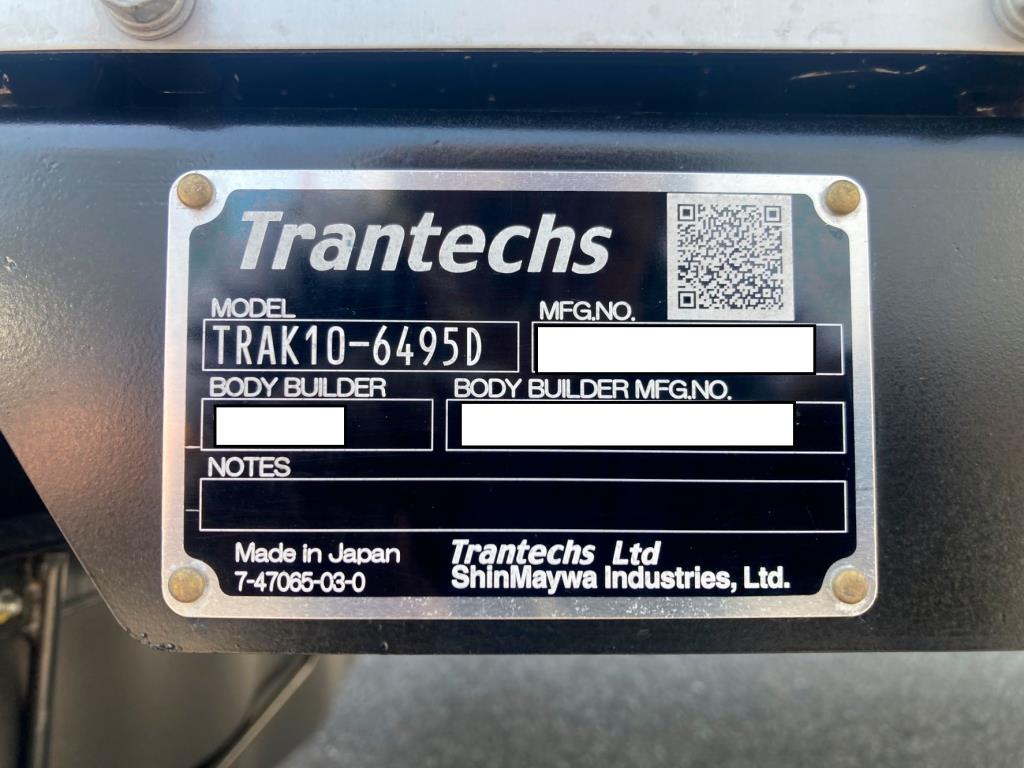 Trantechs
MODEL MFG.NO.
TRAK10-6495D
BODY BUILDER BODY BUILDER MFG.NO.
NOTES
Made in Japan Trantechs Ltd
7-47065-03-0 ShinMaywa Industries, Ltd.